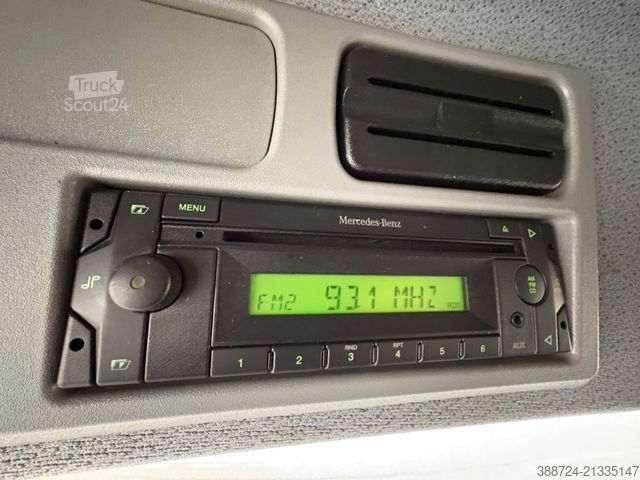 Truck
Scout24
MENU
Mercedes-Benz
AM
FM
CD
FM2 93.1 MHZ
RDS
RND
RPT
1 2 3 4 5 6
AUX
388724-21335147